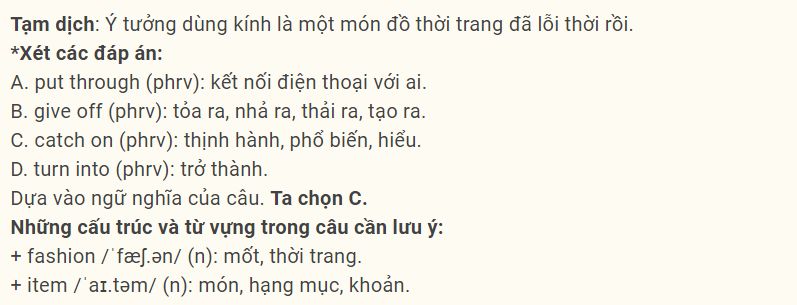 Tạm dịch: Ý tưởng dùng kính là một món đồ thời trang đã lỗi thời rồi.
*Xét các đáp án:
A. put through (phrv): kết nối điện thoại với ai.
B. give off (phrv): tỏa ra, nhả ra, thải ra, tạo ra.
C. catch on (phrv): thịnh hành, phổ biến, hiểu.
D. turn into (phrv): trở thành.
Dựa vào ngữ nghĩa của câu. Ta chọn C.
Những cấu trúc và từ vựng trong câu cần lưu ý:
+ fashion /ˈfæʃ.ən/ (n): mốt, thời trang.
+ item /ˈaɪ.təm/ (n): món, hạng mục, khoản.